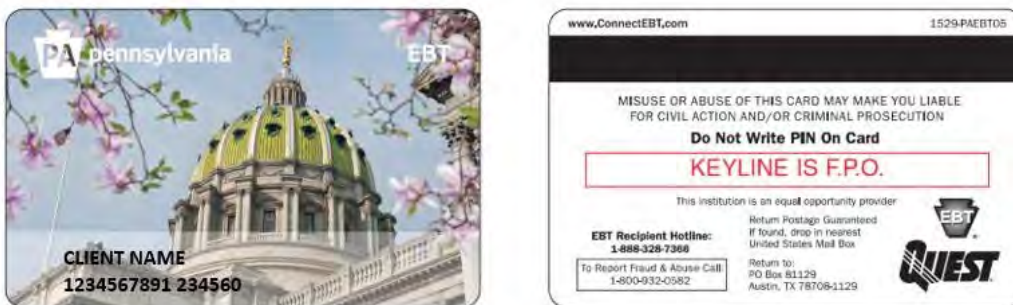 PA pennsylvania
EBT
CLIENT NAME
1234567891 234560
www.ConnectEBT.com
1529-PAEBT05
MISUSE OR ABUSE OF THIS CARD MAY MAKE YOU LIABLE
FOR CIVIL ACTION AND/OR CRIMINAL PROSECUTION
Do Not Write PIN On Card
KEYLINE IS F.P.O.
This institution is an equal opportunity provider
EBT Recipient Hotline:
1-888-328-7366
To Report Fraud & Abuse Call
1-800-932-0582
Return Postage Guaranteed
If found, drop in nearest
United States Mail Box
Return to:
PO Box 81129
Austin, TX 78708-1129
EBT
QUEST